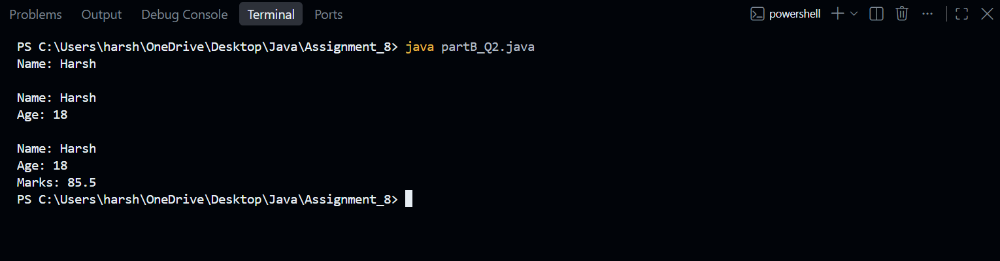 Problems Output Debug Console Terminal Ports powershell
PS C:\Users\harsh\OneDrive\Desktop\Java\Assignment_8> java partB_Q2.java
Name: Harsh
Name: Harsh
Age: 18
Name: Harsh
Age: 18
Marks: 85.5
PS C:\Users\harsh\OneDrive\Desktop\Java\Assignment_8>